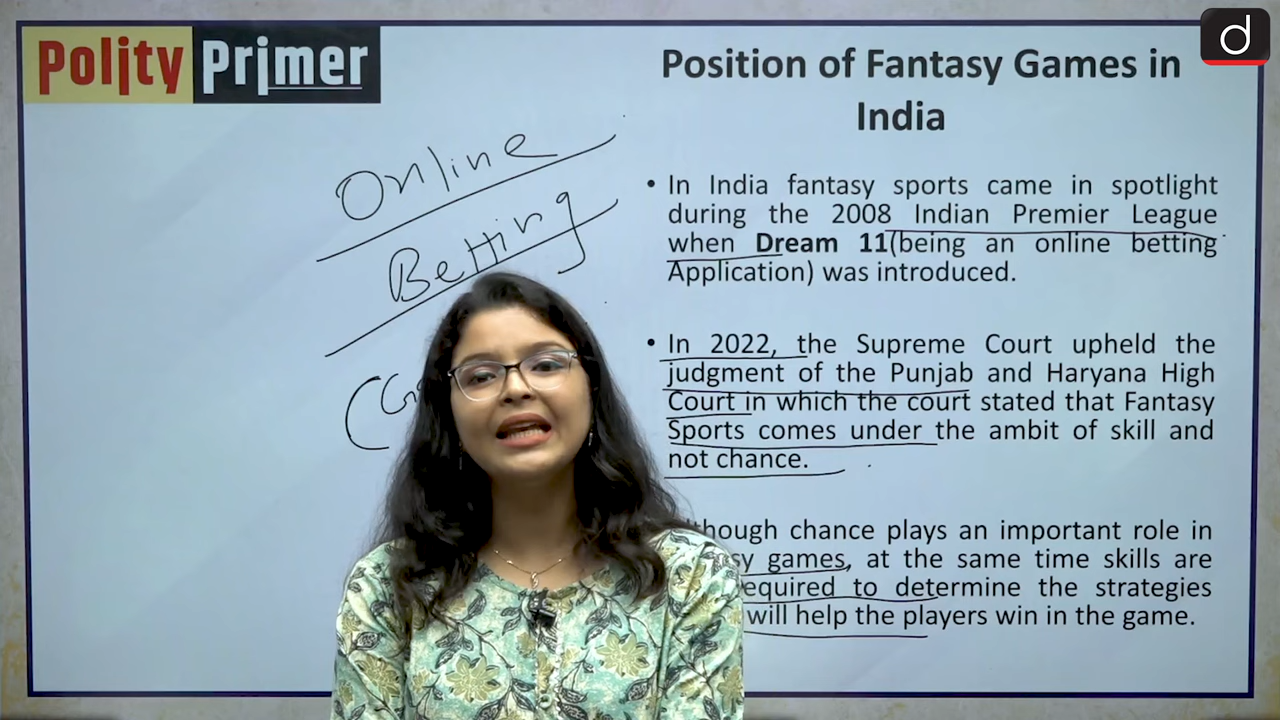 Polity Primer
d
Position of Fantasy Games in
India
Online
Betting
• In India fantasy sports came in spotlight
during the 2008 Indian Premier League
when Dream 11(being an online betting
Application) was introduced.
• In 2022, the Supreme Court upheld the
judgment of the Punjab and Haryana High
Court in which the court stated that Fantasy
Sports comes under the ambit of skill and
not chance.
chance plays an important role in
games, at the same time skills are
to determine the strategies
will help the players win in the game.